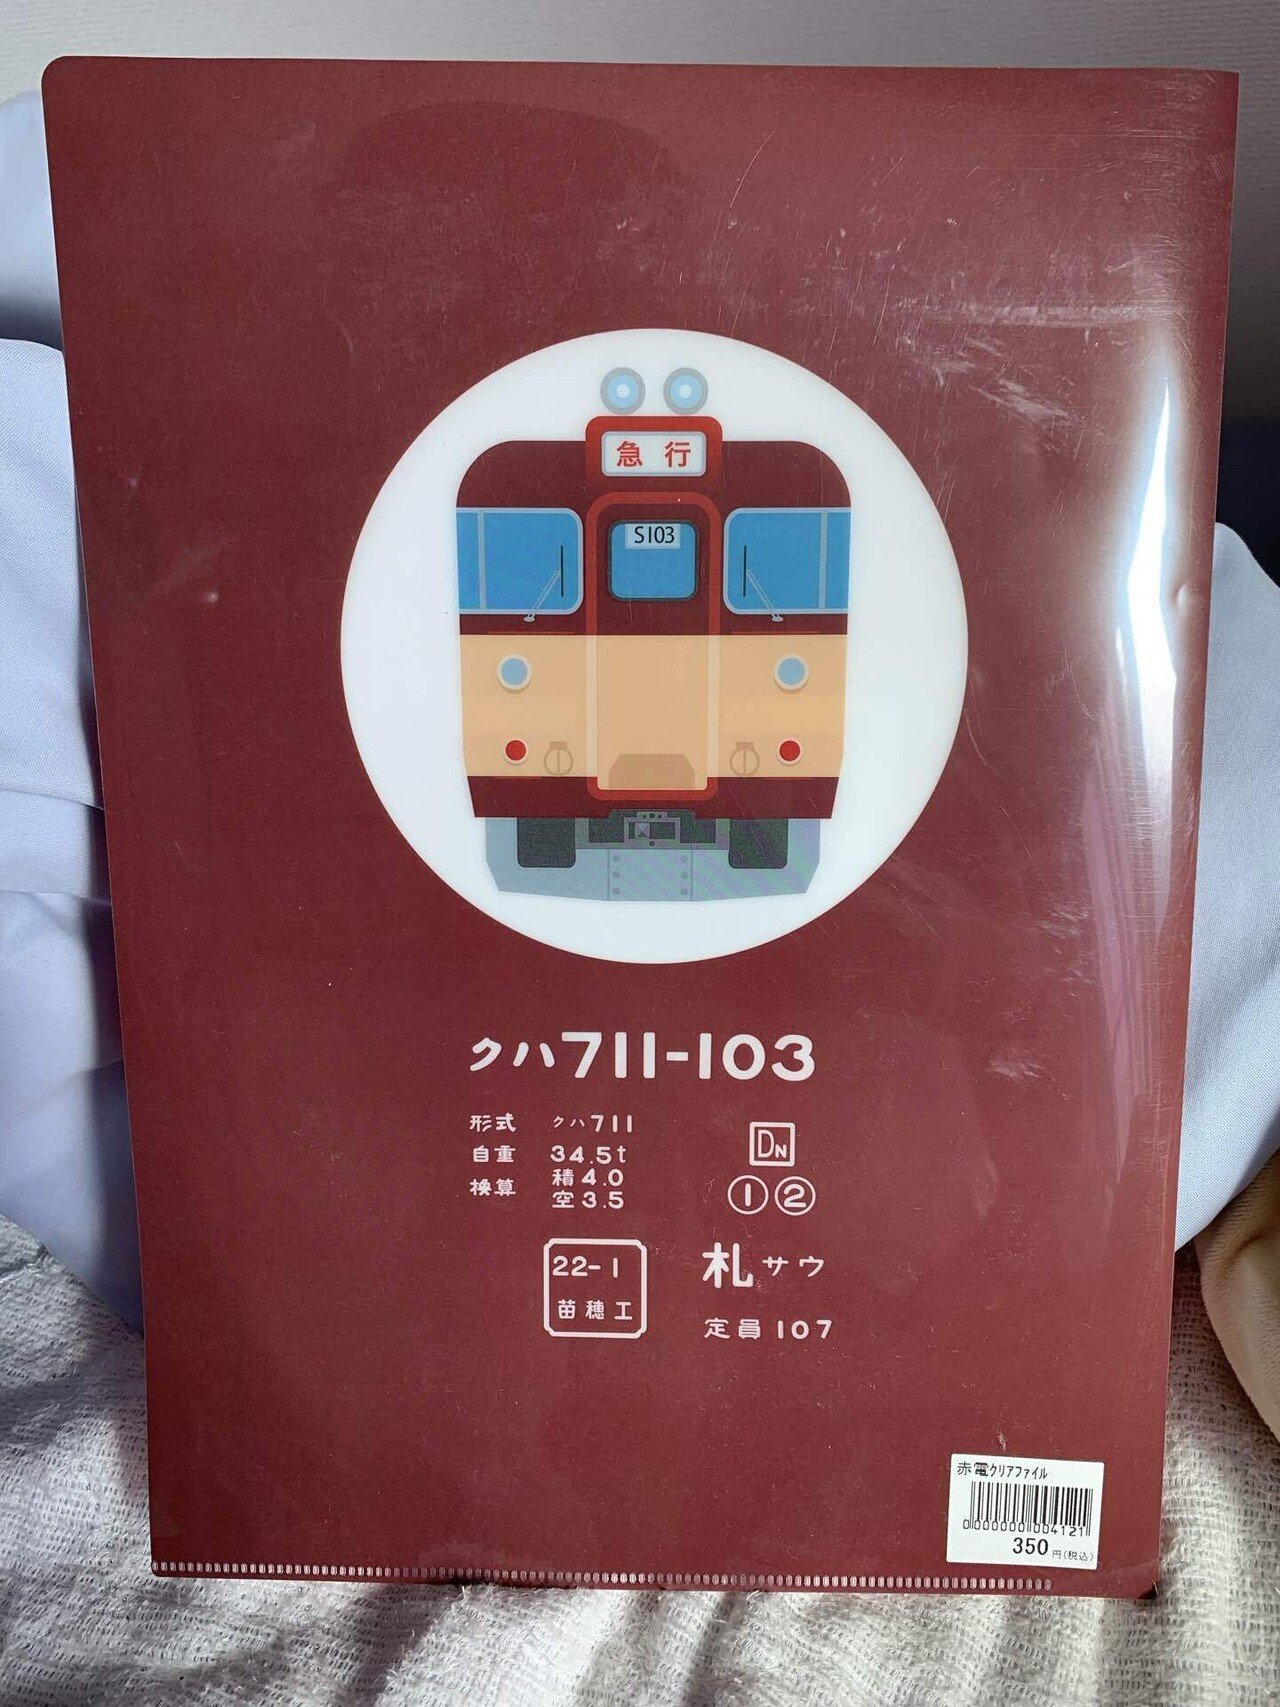 急行
S103
クハ711-103
形式 クハ711
自重 34.5t
換算 積4.0
空3.5
DN
① ②
22-1
苗穂工
札サウ
定員107
赤電クリアファイル
0000000004121
350円(税込)